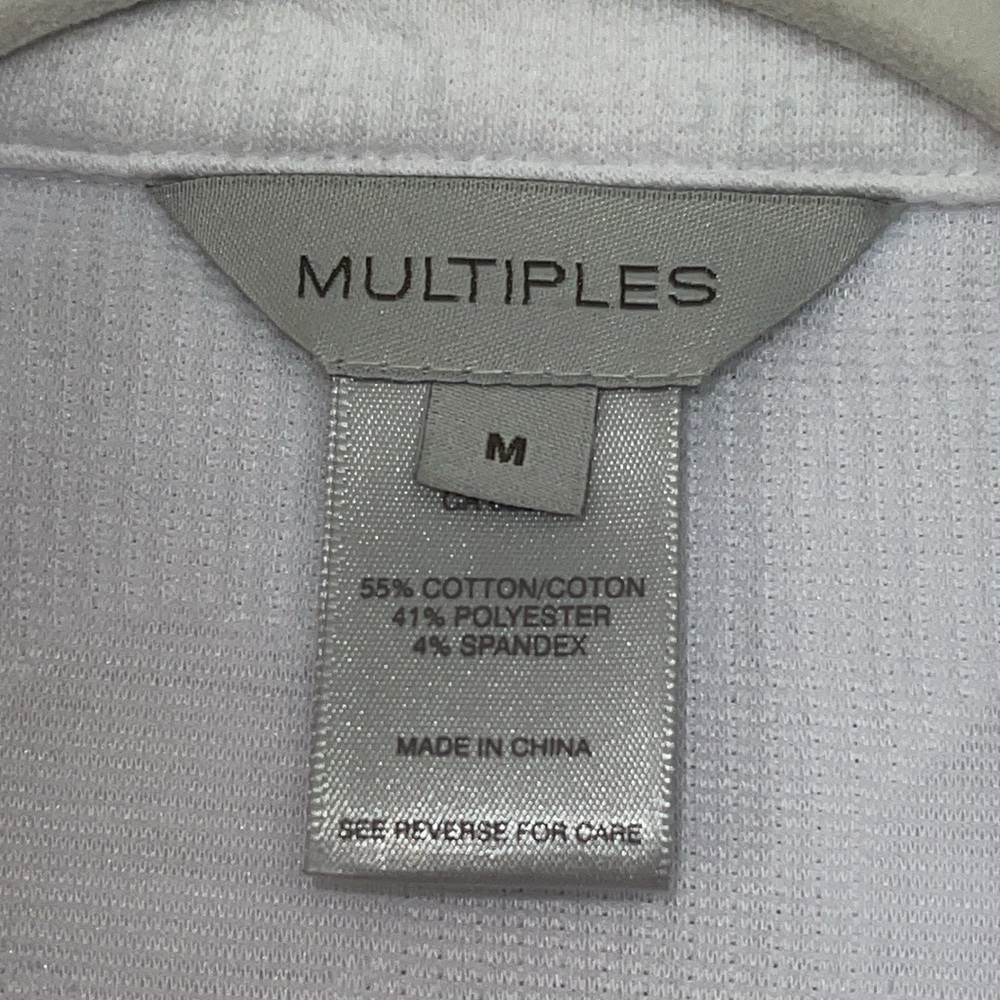 MULTIPLES
M
55% COTTON/COTON
41% POLYESTER
4% SPANDEX
MADE IN CHINA
SEE REVERSE FOR CARE